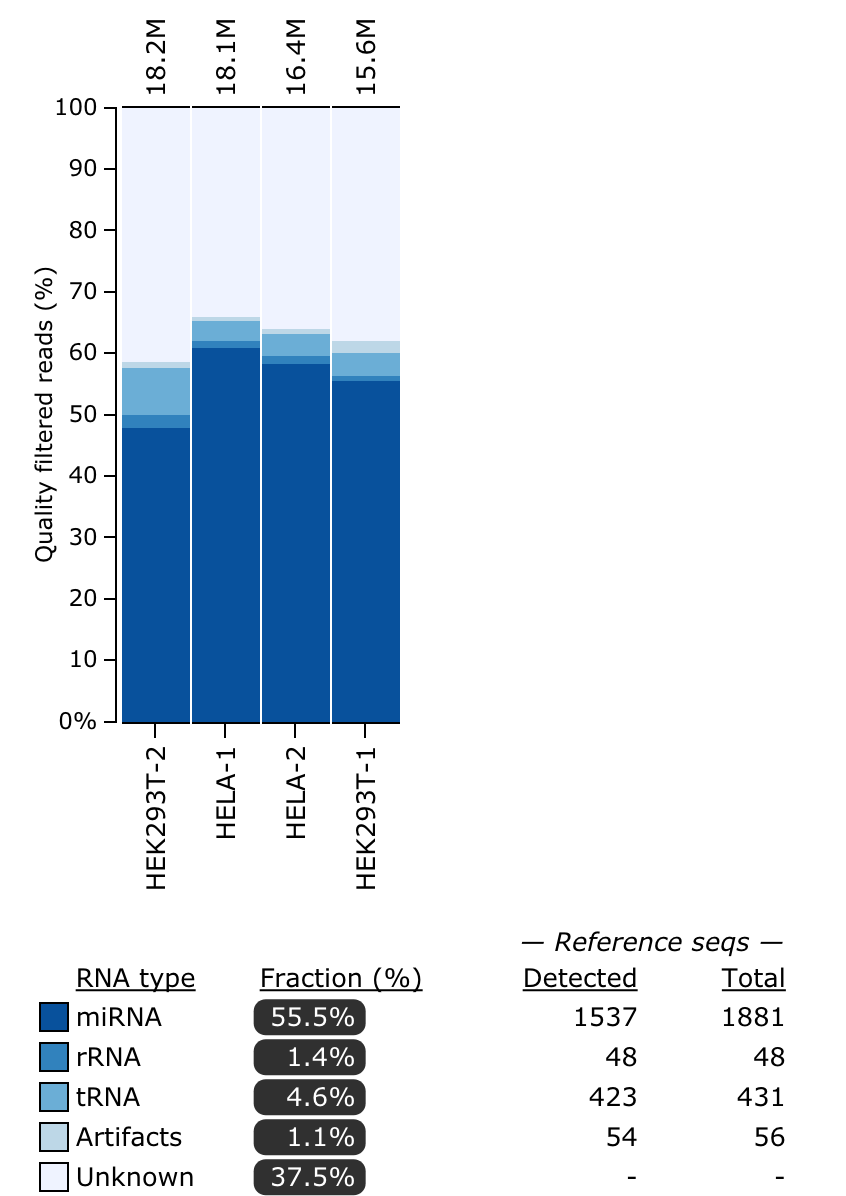 18.2M 18.1M 16.4M 15.6M
100
90
80
70
60
50
40
30
20
10
0%
Quality filtered reads (%)
HEK293T-2 HELA-1 HELA-2 HEK293T-1
— Reference seqs —
RNA type Fraction (%) Detected Total
miRNA 55.5% 1537 1881
rRNA 1.4% 48 48
tRNA 4.6% 423 431
Artifacts 1.1% 54 56
Unknown 37.5% - -